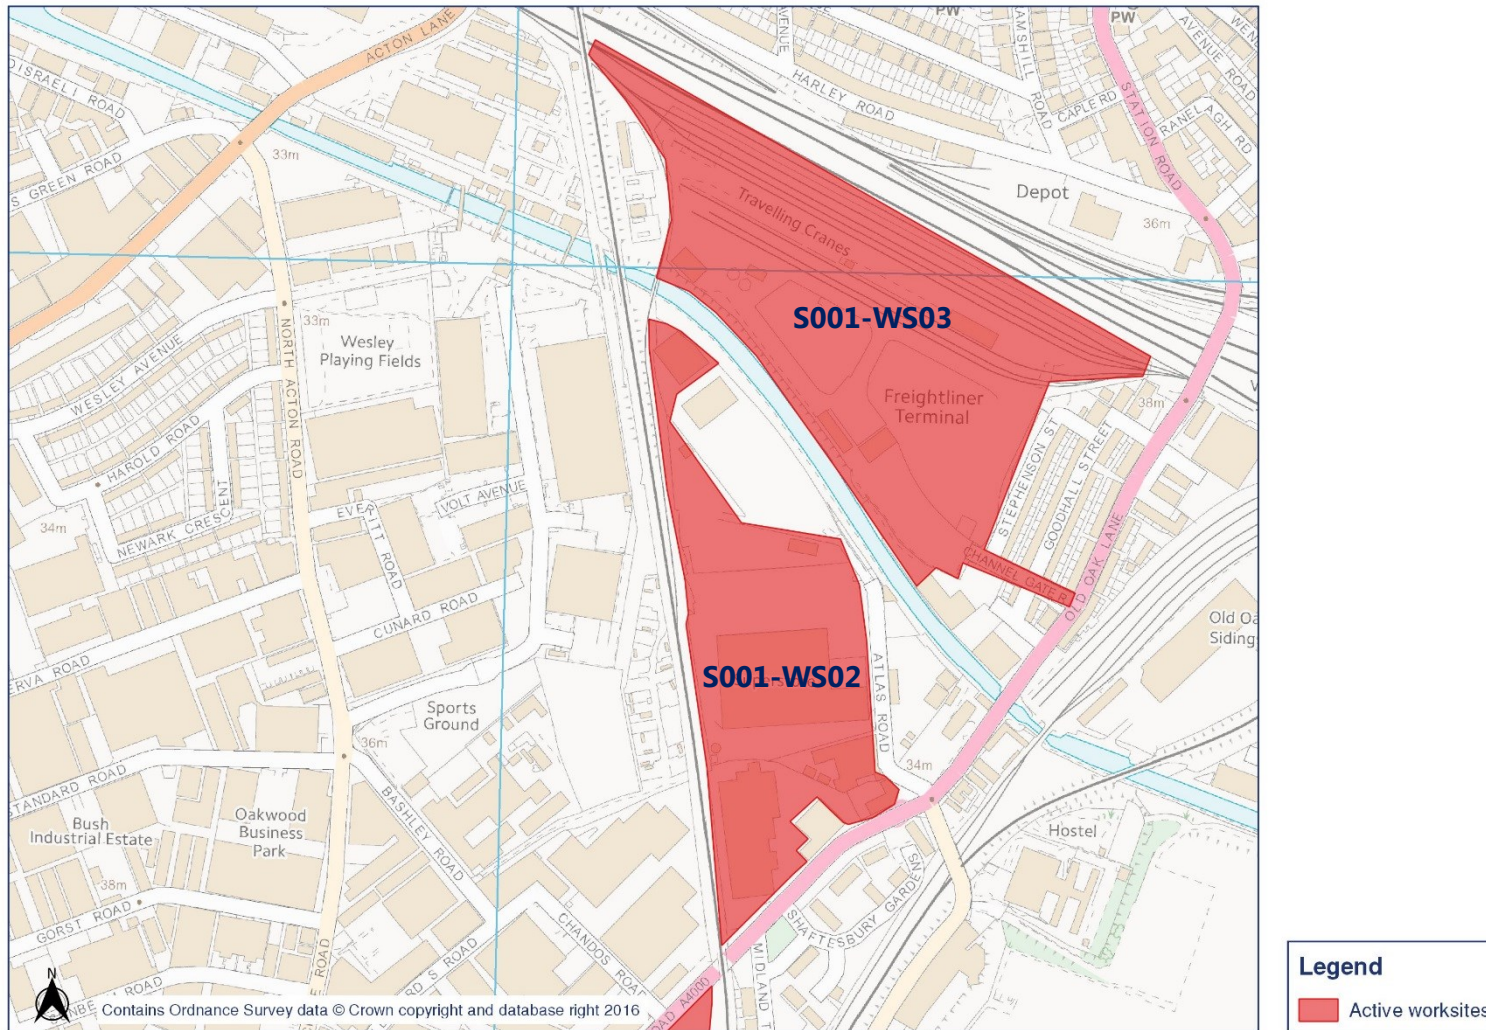 PW
PW
ACTON LANE
DISRAELI ROAD
HARLEY ROAD
CAPLE RD
STATION ROAD
AVENUE ROAD
RANELAGH RD
33m
S GREEN ROAD
Depot
36m
Travelling Cranes
S001-WS03
33m
Wesley
Playing Fields
WESLEY AVENUE
NORTH ACTON ROAD
HAROLD ROAD
Freightliner
Terminal
38m
STEPHENSON ST
GOODHALL STREET
NEWARK CRESCENT
34m
EVERITT ROAD
VOLT AVENUE
CHANNEL GATE R
OLD OAK LANE
CUNARD ROAD
Old Oa
Siding
ERVA ROAD
S001-WS02
ATLAS ROAD
Sports
Ground
36m
34m
STANDARD ROAD
BASHLEY ROAD
Bush
Industrial Estate
Oakwood
Business
Park
Hostel
38m
GORST ROAD
SHAFTESBURY GARDENS
CHANDOS ROA
MIDLAND T
ROAD A4000
N
Contains Ordnance Survey data © Crown copyright and database right 2016
Legend
Active worksites